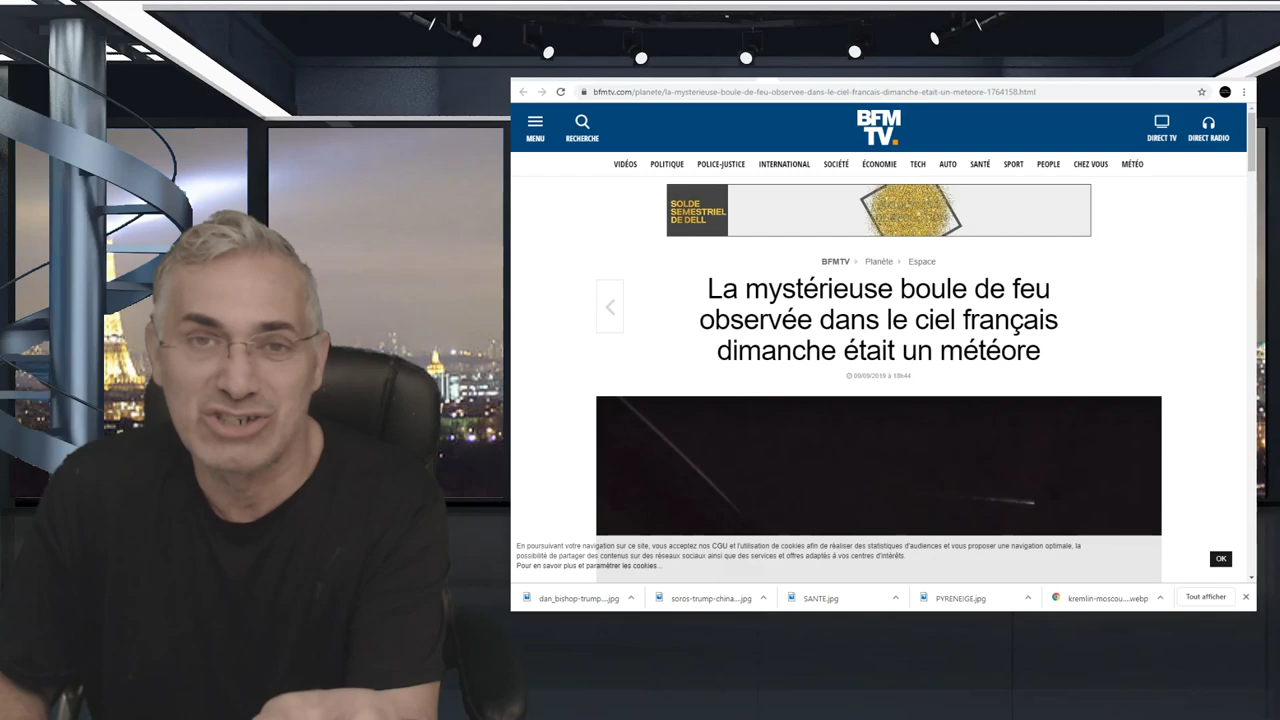 bfmtv.com/planete/la-mysterieuse-boule-de-feu-observee-dans-le-ciel-francais-dimanche-etait-un-meteore-1764158.html
MENU
RECHERCHE
BFM
TV.
DIRECT TV
DIRECT RADIO
VIDÉOS POLITIQUE POLICE-JUSTICE INTERNATIONAL SOCIÉTÉ ÉCONOMIE TECH AUTO SANTÉ SPORT PEOPLE CHEZ VOUS MÉTÉO
SOLDE
SEMESTRIEL
DE DELL
BFMTV > Planète > Espace
La mystérieuse boule de feu
observée dans le ciel français
dimanche était un météore
09/09/2019 à 18h44
En poursuivant votre navigation sur ce site, vous acceptez nos CGU et l'utilisation de cookies afin de réaliser des statistiques d'audiences et vous proposer une navigation optimale, la
possibilité de partager des contenus sur des réseaux sociaux ainsi que des services et offres adaptés à vos centres d'intérêts.
Pour en savoir plus et paramétrer les cookies...
OK
dan_bishop-trump....jpg soros-trump-china....jpg SANTE.jpg PYRENEIGE.jpg kremlin-moscou....webp Tout afficher